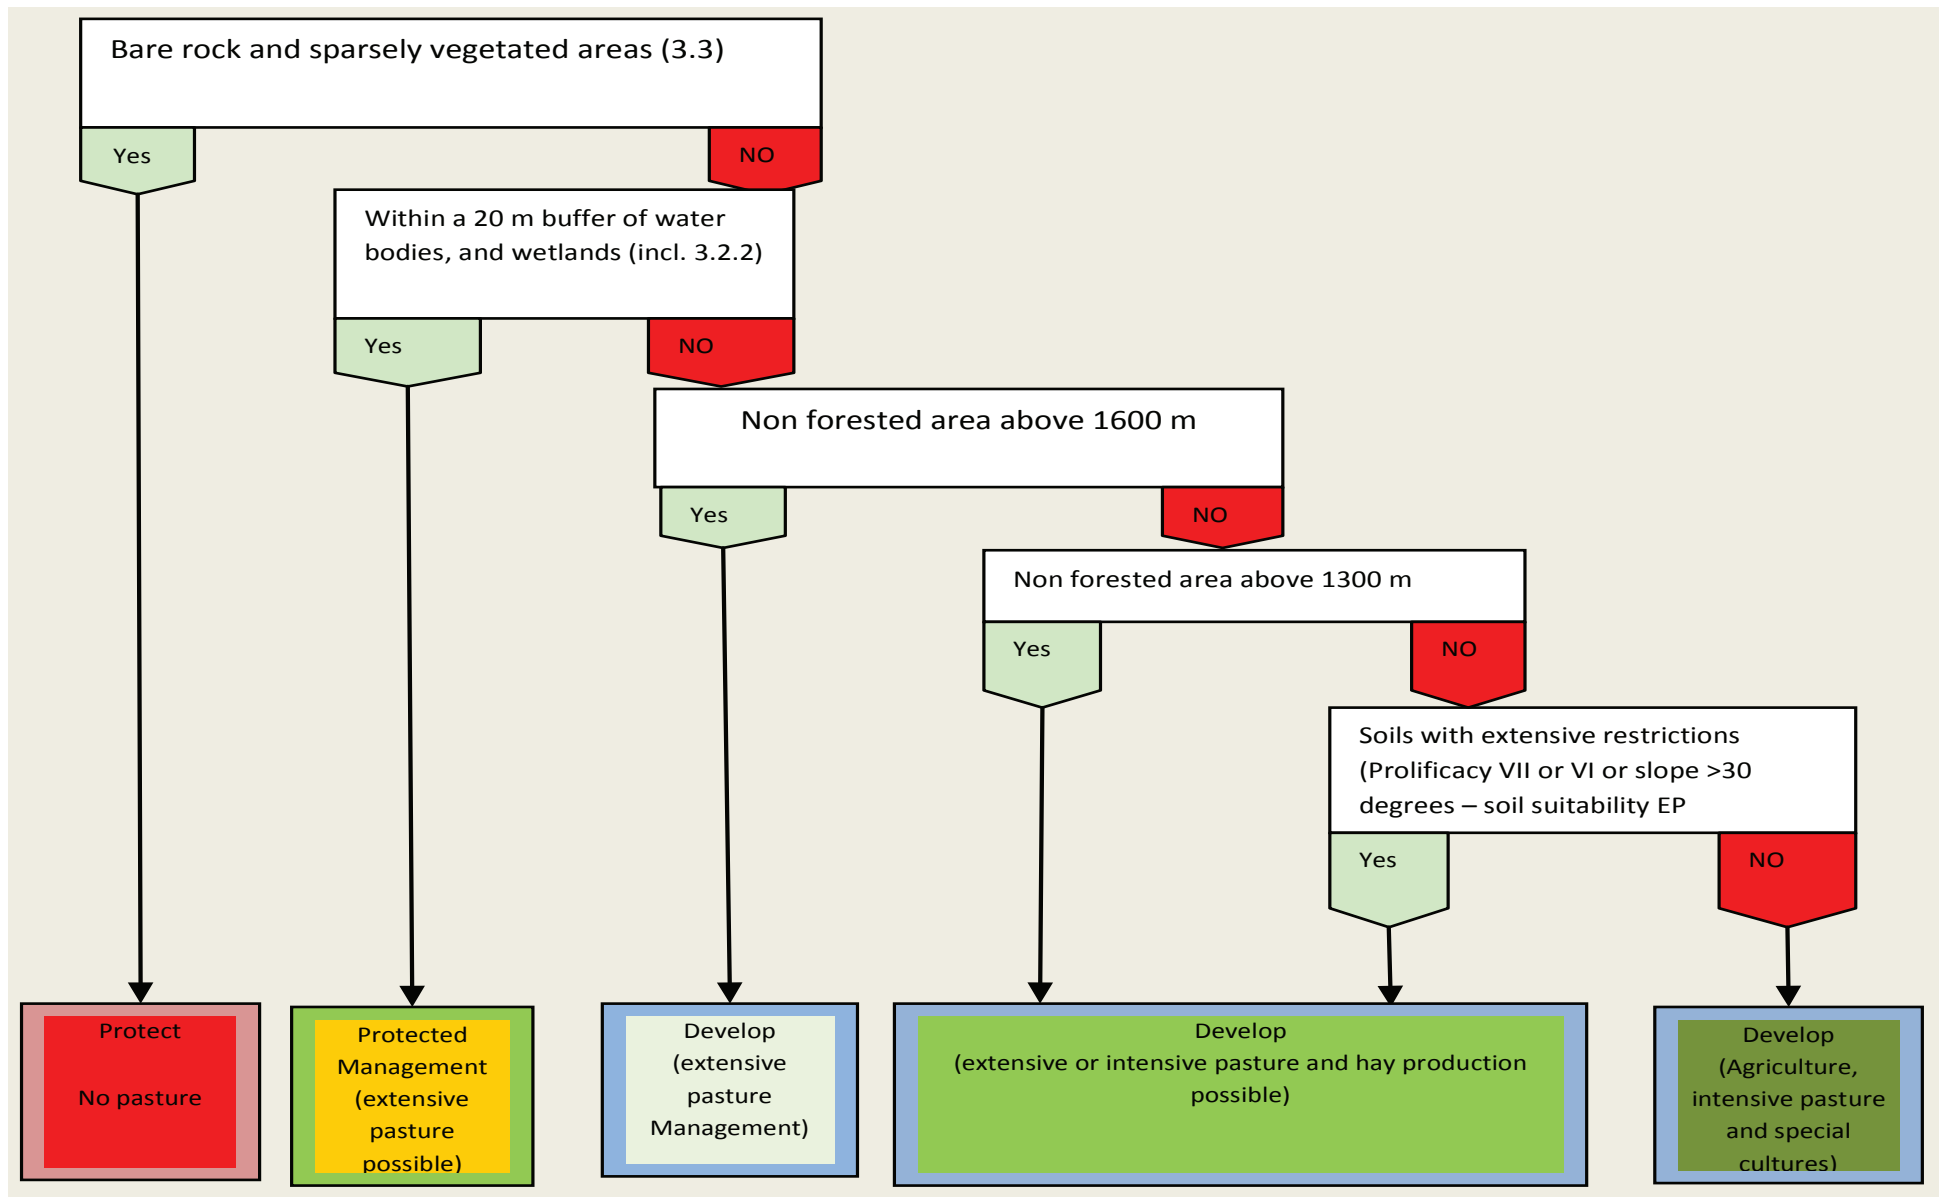 Bare rock and sparsely vegetated areas (3.3)
Yes
NO
Within a 20 m buffer of water
bodies, and wetlands (incl. 3.2.2)
Yes
NO
Non forested area above 1600 m
Yes
NO
Non forested area above 1300 m
Yes
NO
Soils with extensive restrictions
(Prolificacy VII or VI or slope >30
degrees – soil suitability EP
Yes
NO
Protect
No pasture
Protected
Management
(extensive
pasture
possible)
Develop
(extensive
pasture
Management)
Develop
(extensive or intensive pasture and hay production
possible)
Develop
(Agriculture,
intensive pasture
and special
cultures)